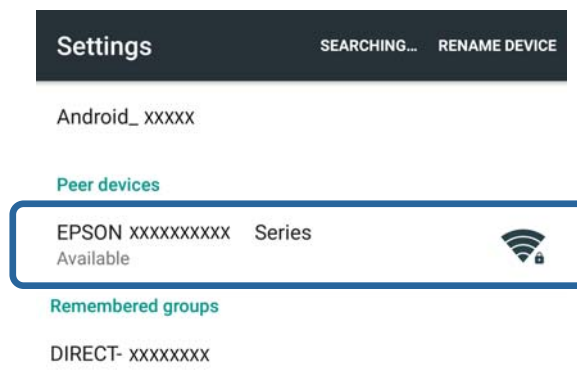 Settings SEARCHING... RENAME DEVICE
Android_ xxxxx
Peer devices
EPSON xxxxxxxxxx Series
Available
Remembered groups
DIRECT- xxxxxxxx